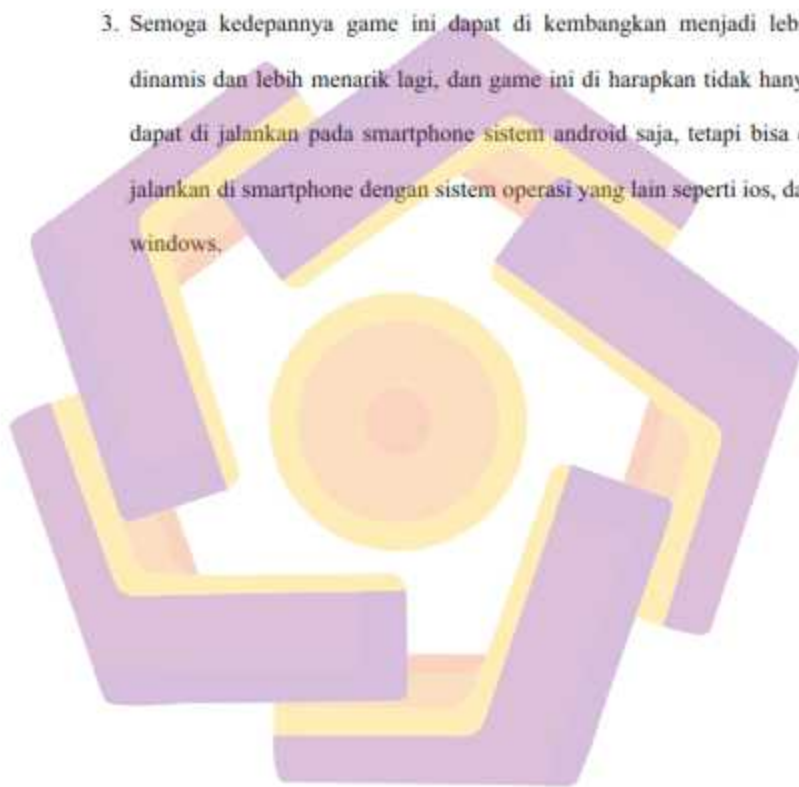 3. Semoga kedepannya game ini dapat di kembangkan menjadi leb
dinamis dan lebih menarik lagi, dan game ini di harapkan tidak hany
dapat di jalankan pada smartphone sistem android saja, tetapi bisa
jalankan di smartphone dengan sistem operasi yang lain seperti ios, da
windows.